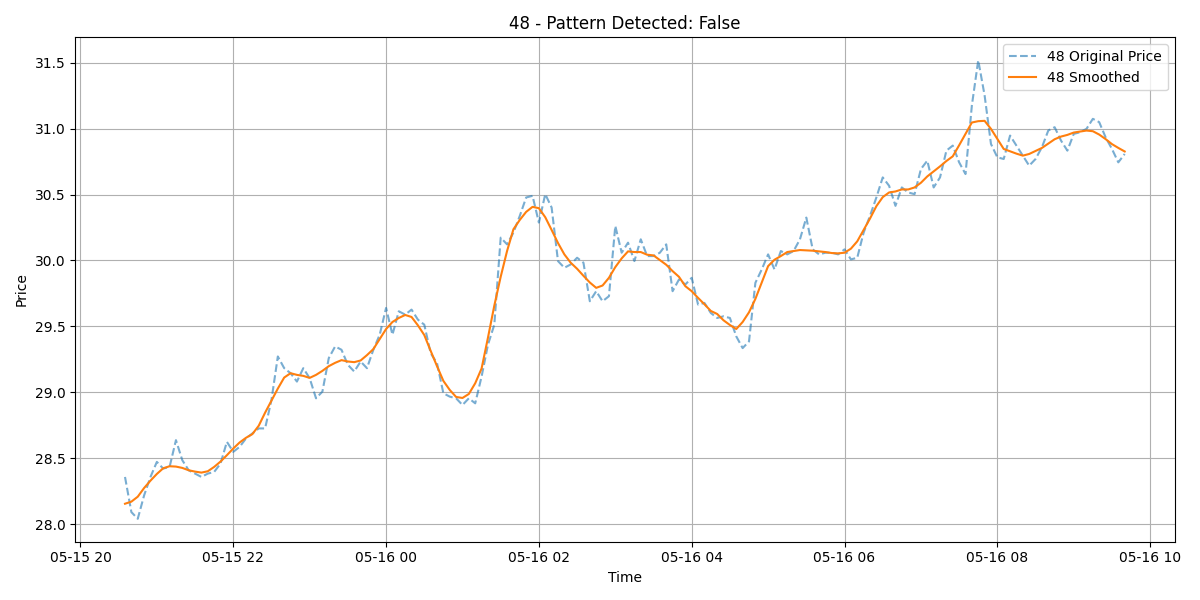 48 - Pattern Detected: False
48 Original Price
48 Smoothed
Price
31.5
31.0
30.5
30.0
29.5
29.0
28.5
28.0
05-15 20 05-15 22 05-16 00 05-16 02 05-16 04 05-16 06 05-16 08 05-16 10
Time